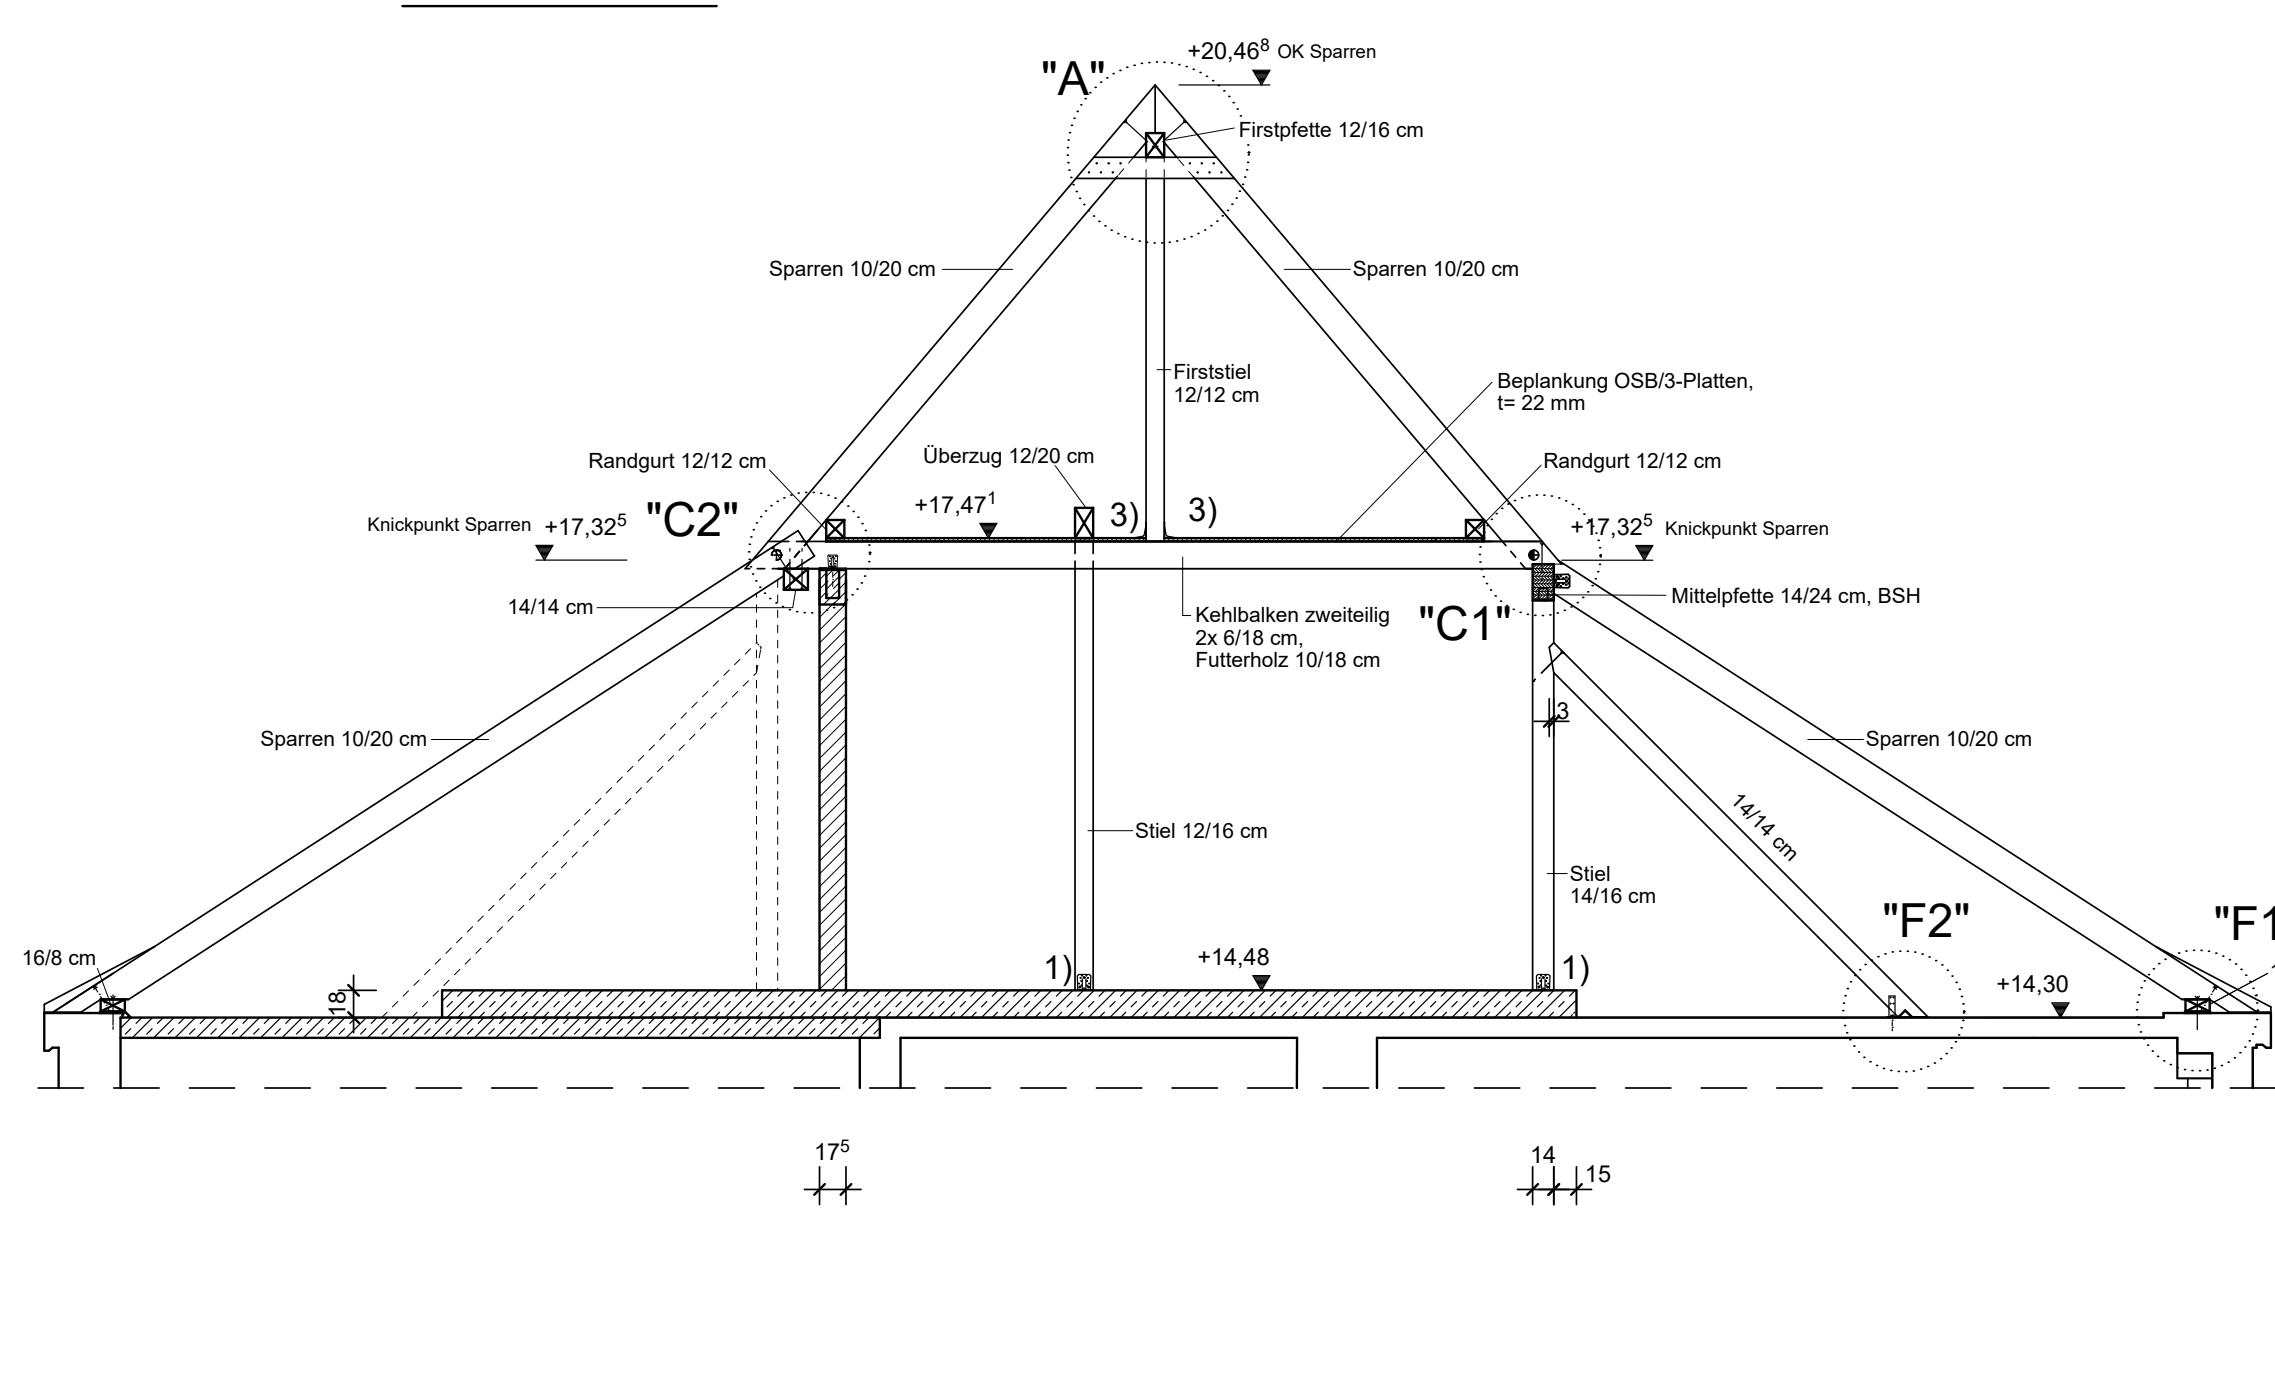 +20,46⁸ OK Sparren
"A"
Firstpfette 12/16 cm
Sparren 10/20 cm
Sparren 10/20 cm
Firststiel
12/12 cm
Beplankung OSB/3-Platten,
t= 22 mm
Randgurt 12/12 cm
Überzug 12/20 cm
Randgurt 12/12 cm
Knickpunkt Sparren +17,32⁵
"C2"
+17,47¹
3)
3)
+17,32⁵ Knickpunkt Sparren
14/14 cm
Kehlbalken zweiteilig
2x 6/18 cm,
Futterholz 10/18 cm
"C1"
Mittelpfette 14/24 cm, BSH
3
Sparren 10/20 cm
Sparren 10/20 cm
Stiel 12/16 cm
14/14 cm
Stiel
14/16 cm
"F2"
"F1
16/8 cm
18
1)
+14,48
1)
+14,30
17⁵
14
15